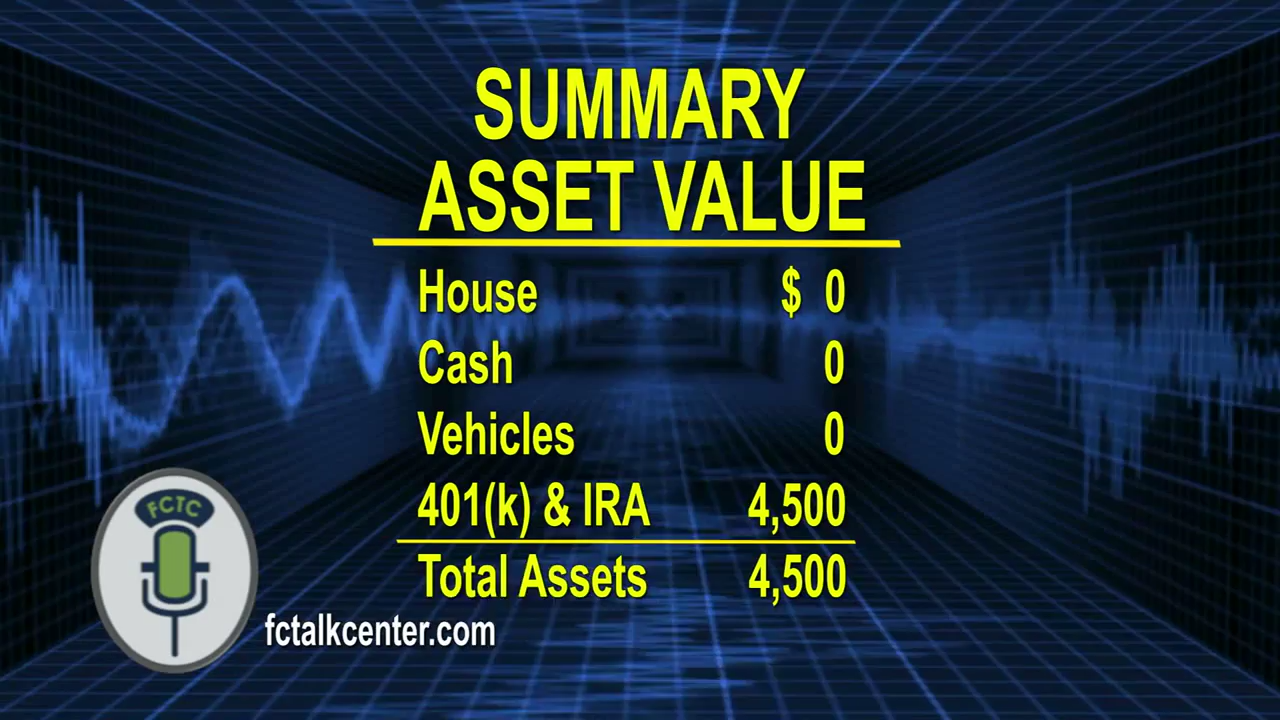 SUMMARY
ASSET VALUE
House $ 0
Cash 0
Vehicles 0
401(k) & IRA 4,500
Total Assets 4,500
FCTC
fctalkcenter.com